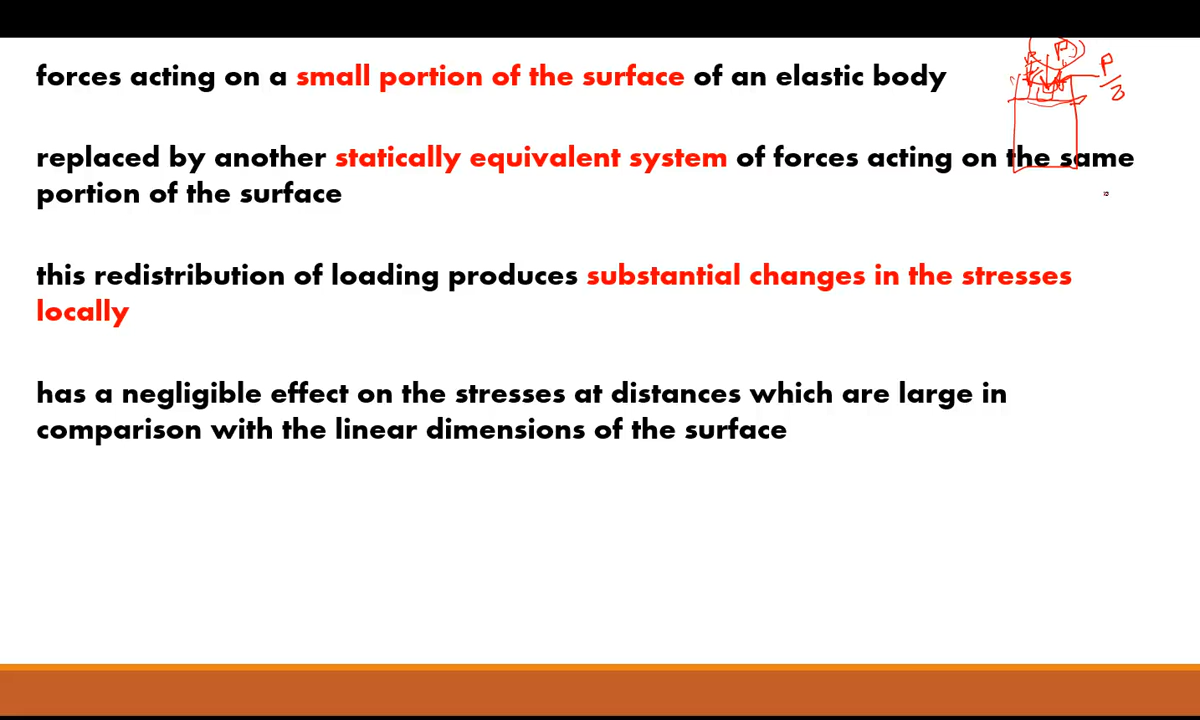 forces acting on a small portion of the surface of an elastic body
P
P
3
replaced by another statically equivalent system of forces acting on the same
portion of the surface
this redistribution of loading produces substantial changes in the stresses
locally
has a negligible effect on the stresses at distances which are large in
comparison with the linear dimensions of the surface